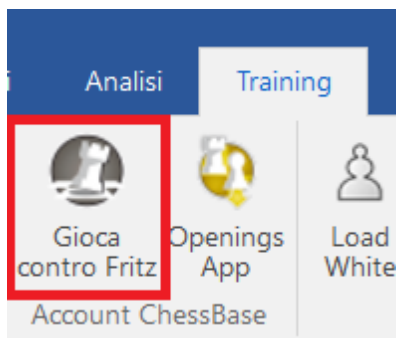 i Analisi Training
Gioca Openings Load
contro Fritz App White
Account ChessBase